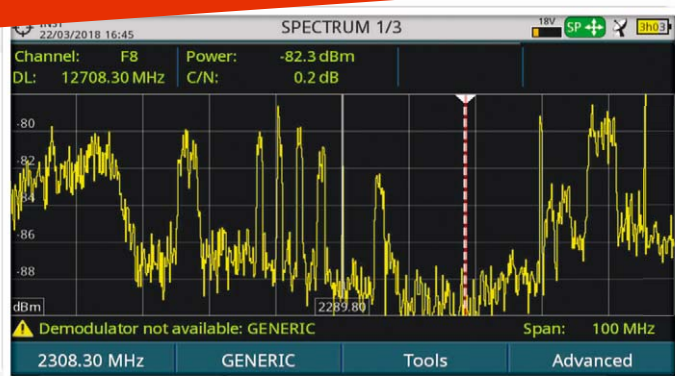 22/03/2018 16:45
SPECTRUM 1/3
18V
SP
3h03
Channel: F8 Power: -82.3 dBm
DL: 12708.30 MHz C/N: 0.2 dB
-80
-82
-84
-86
-88
dBm
2289.80
Demodulator not available: GENERIC
Span: 100 MHz
2308.30 MHz
GENERIC
Tools
Advanced